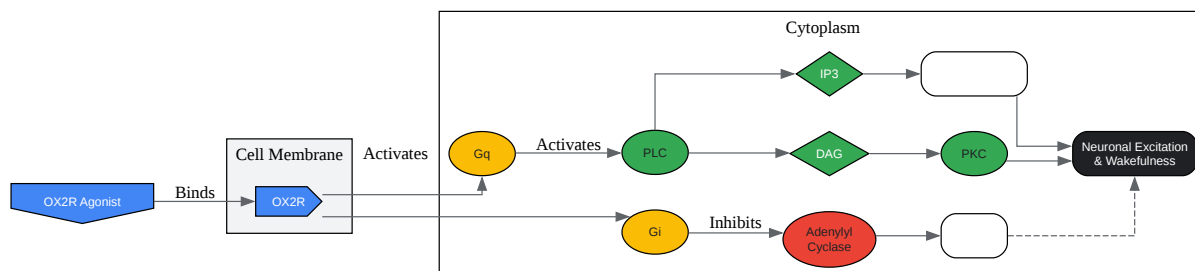 Cytoplasm
IP3
Cell Membrane
Activates
Gq
Activates
PLC
DAG
PKC
Neuronal Excitation
& Wakefulness
OX2R Agonist
Binds
OX2R
Gi
Inhibits
Adenylyl
Cyclase